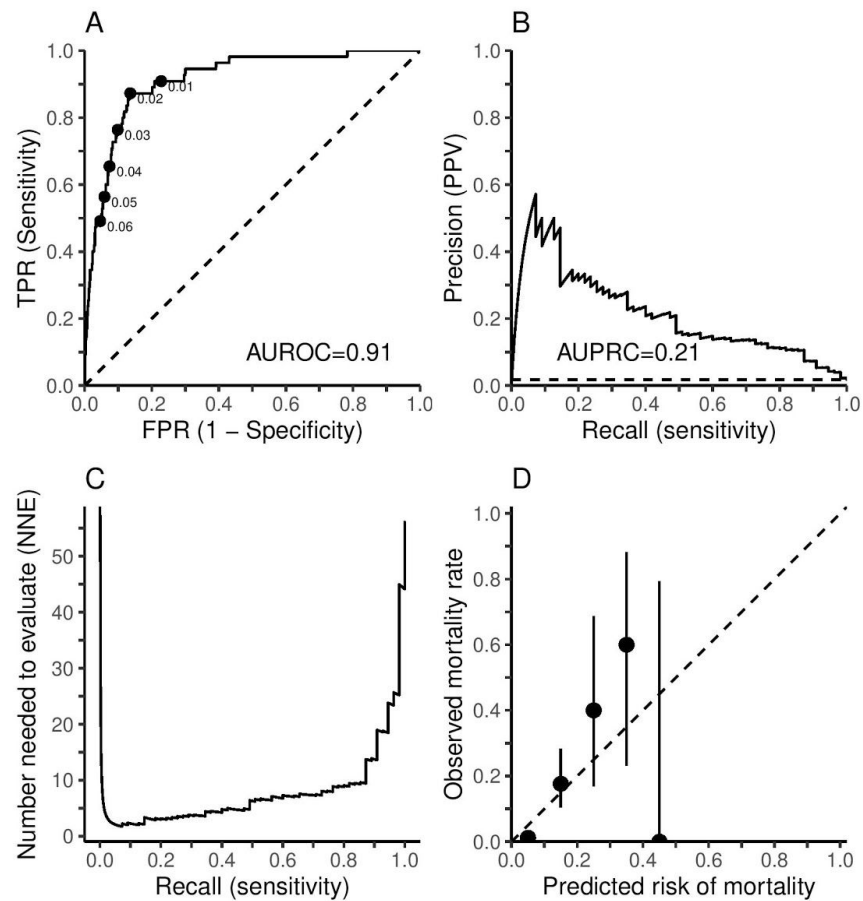 A
TPR (Sensitivity)
1.0
0.8
0.6
0.4
0.2
0.0
0.01
0.02
0.03
0.04
0.05
0.06
AUROC=0.91
0.0 0.2 0.4 0.6 0.8 1.0
FPR (1 − Specificity)
B
Precision (PPV)
1.0
0.8
0.6
0.4
0.2
0.0
AUPRC=0.21
0.0 0.2 0.4 0.6 0.8 1.0
Recall (sensitivity)
C
Number needed to evaluate (NNE)
50
40
30
20
10
0
0.0 0.2 0.4 0.6 0.8 1.0
Recall (sensitivity)
D
Observed mortality rate
1.0
0.8
0.6
0.4
0.2
0.0
0.0 0.2 0.4 0.6 0.8 1.0
Predicted risk of mortality